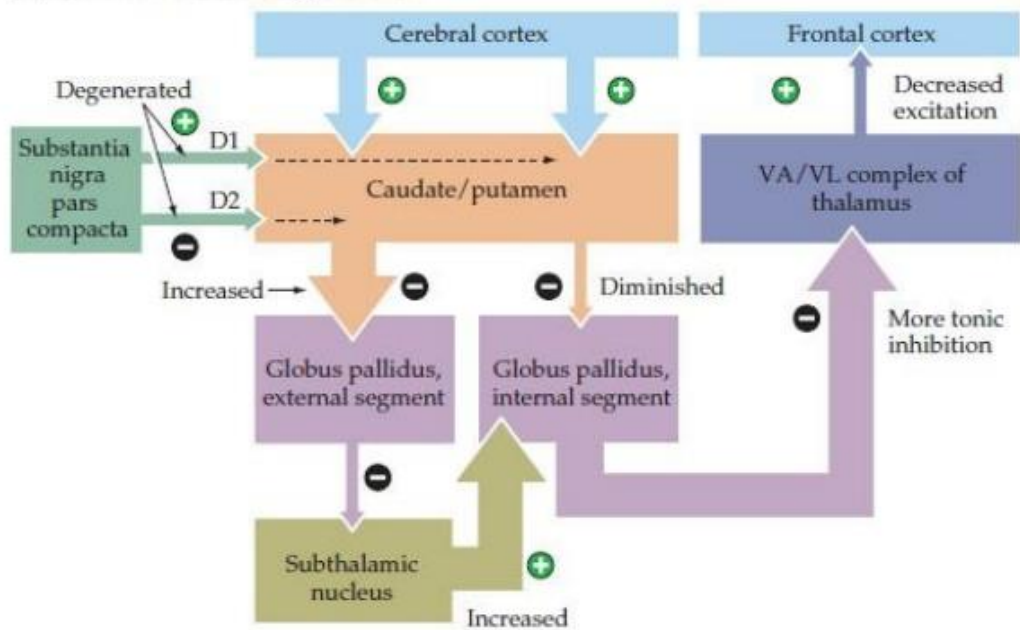 Cerebral cortex
Frontal cortex
Degenerated
+
+
+
+
Decreased
excitation
D1
Substantia
nigra
pars
compacta
Caudate/putamen
VA/VL complex of
thalamus
D2
−
Increased
−
−
Diminished
−
More tonic
inhibition
Globus pallidus,
external segment
Globus pallidus,
internal segment
−
Subthalamic
nucleus
+
Increased